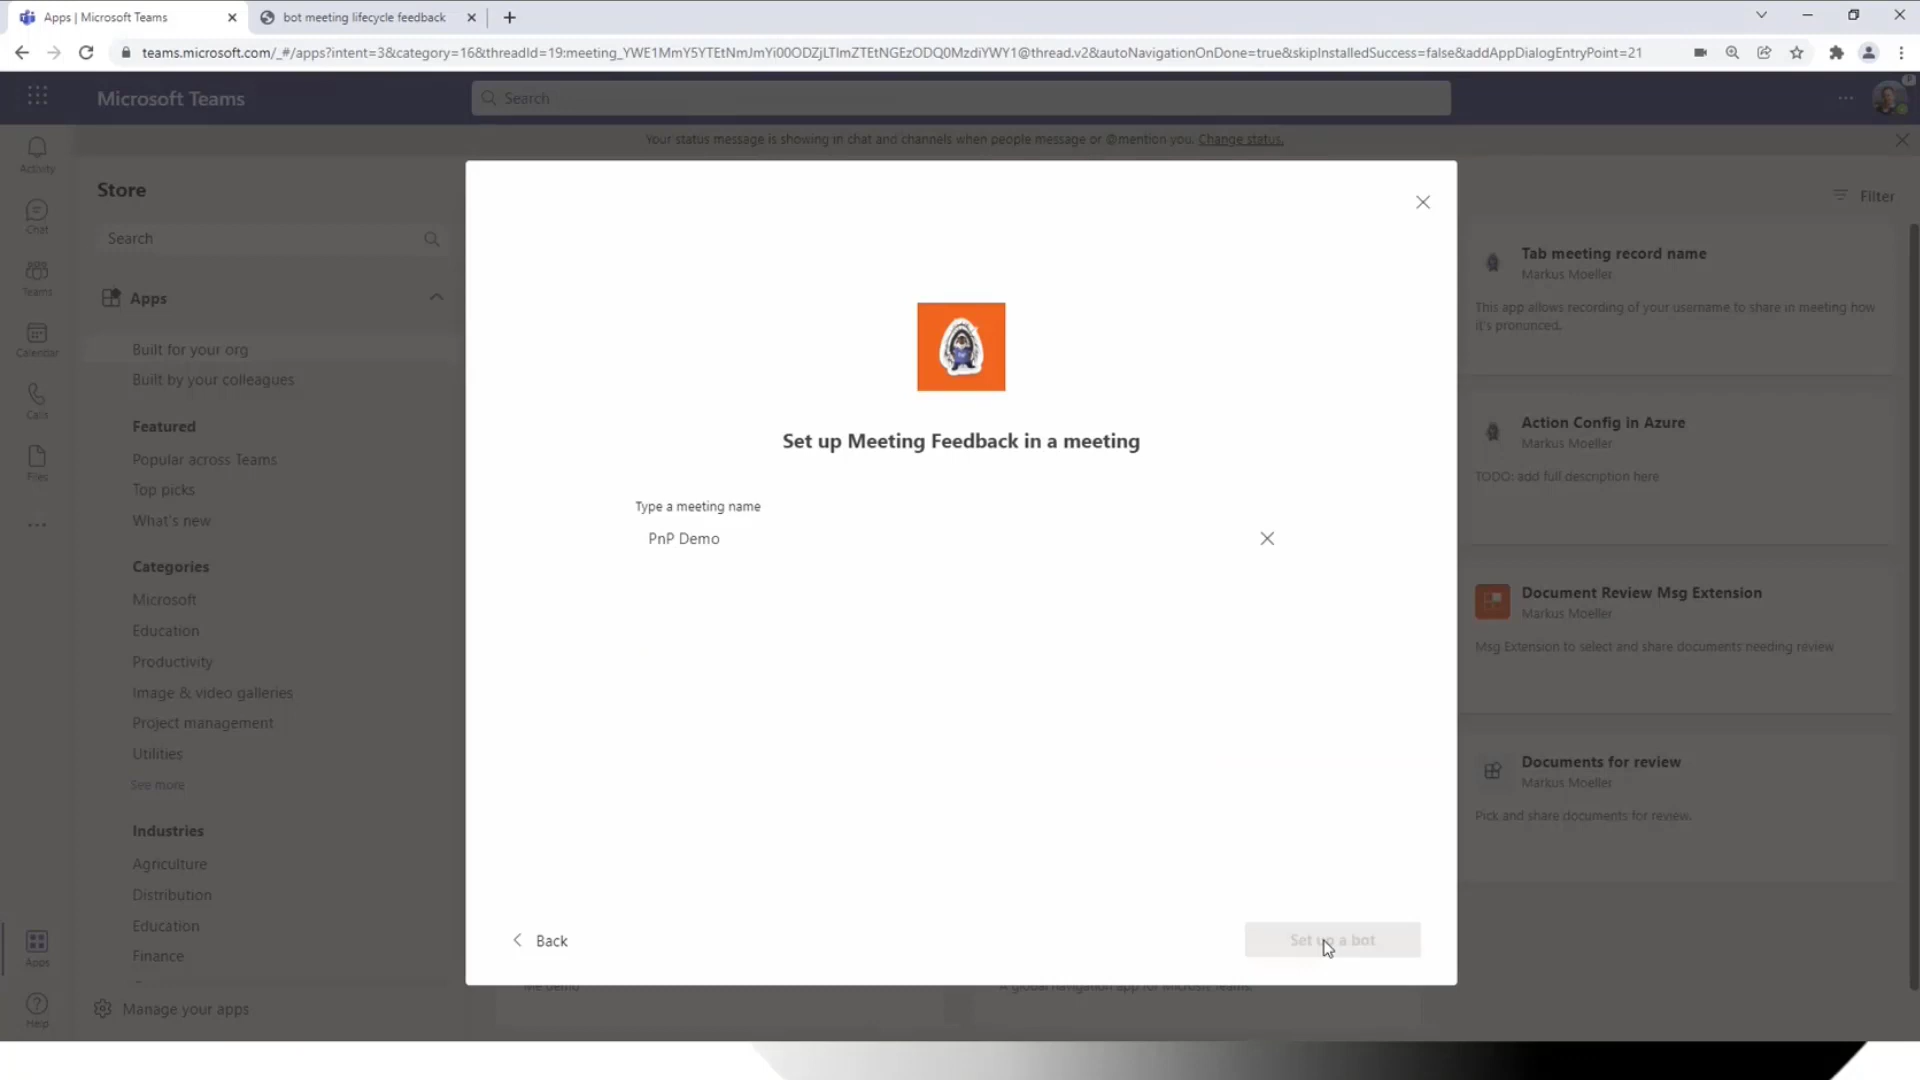 Apps | Microsoft Teams
bot meeting lifecycle feedback
teams.microsoft.com/_#/apps?intent=3&category=16&threadId=19:meeting_YWE1MmY5YTEtNmJmYi00ODZjLTlmZTEtNGEzODQ0MzdiYWY1@thread.v2&autoNavigationOnDone=true&skipInstalledSuccess=false&addAppDialogEntryPoint=21
Microsoft Teams
Search
Your status message is showing in chat and channels when people message or @mention you. Change status.
Activity
Chat
Teams
Calendar
Calls
Files
Apps
Help
Store
Search
Apps
Built for your org
Built by your colleagues
Featured
Popular across Teams
Top picks
What's new
Categories
Microsoft
Education
Productivity
Image & video galleries
Project management
Utilities
See more
Industries
Agriculture
Distribution
Education
Finance
Manage your apps
Set up Meeting Feedback in a meeting
Type a meeting name
PnP Demo
Back
Set up a bot
Filter
Tab meeting record name
Markus Moeller
This app allows recording of your username to share in meeting how
it's pronounced.
Action Config in Azure
Markus Moeller
TODO: add full description here
Document Review Msg Extension
Markus Moeller
Msg Extension to select and share documents needing review
Documents for review
Markus Moeller
Pick and share documents for review.
Me demo
A global navigation app for Microsoft Teams.